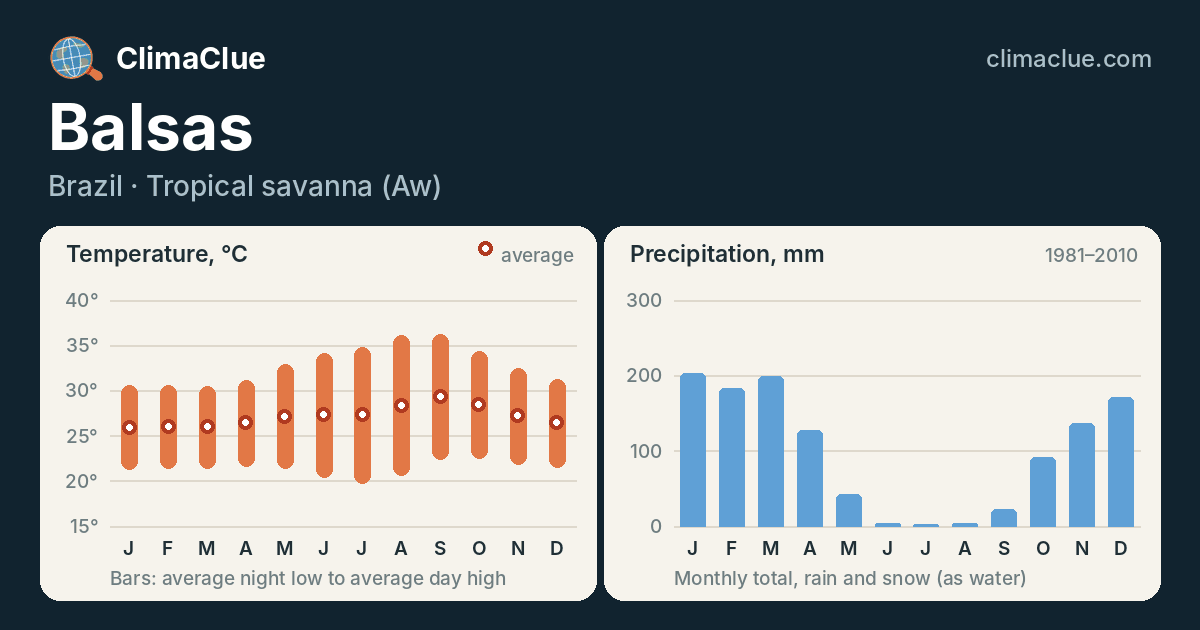 ClimaClue
climaclue.com
Balsas
Brazil · Tropical savanna (Aw)
Temperature, °C
average
40°
35°
30°
25°
20°
15°
J F M A M J J A S O N D
Bars: average night low to average day high
Precipitation, mm
1981–2010
300
200
100
0
J F M A M J J A S O N D
Monthly total, rain and snow (as water)